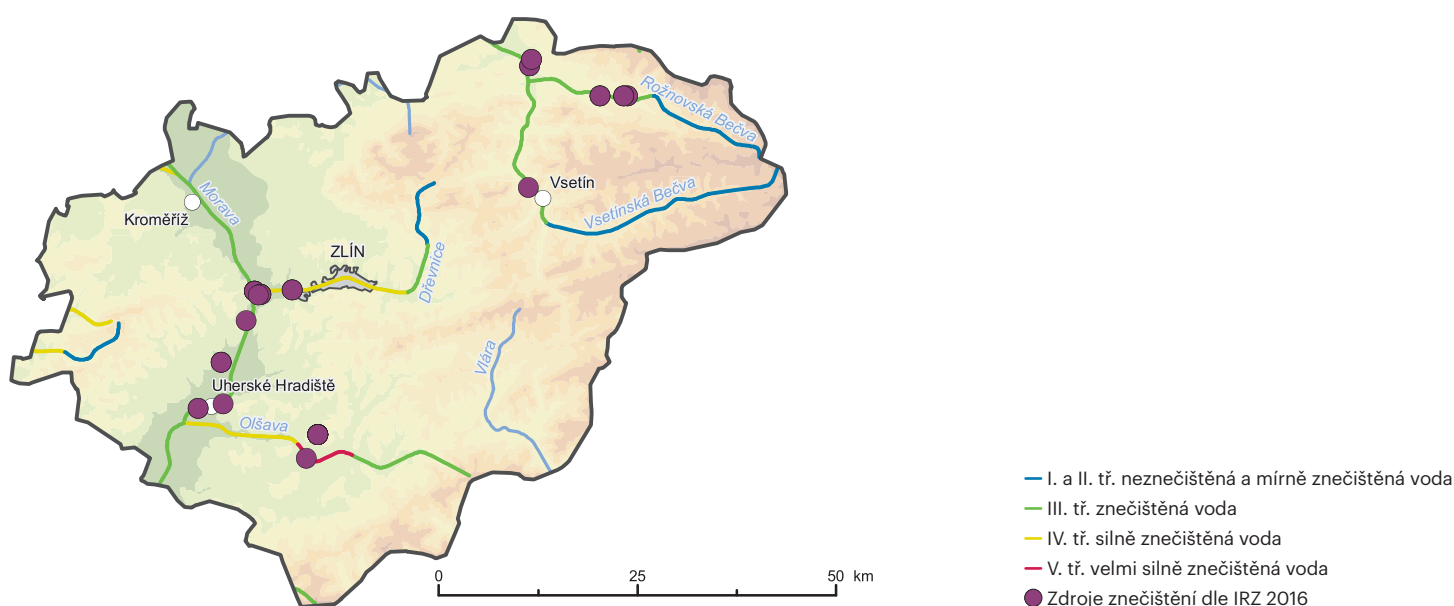 Rožnovská Bečva
Vsetín
Vsetínská Bečva
Morava
Kroměříž
ZLÍN
Dřevnice
Vlára
Uherské Hradiště
Olšava
I. a II. tř. neznečištěná a mírně znečištěná voda
III. tř. znečištěná voda
IV. tř. silně znečištěná voda
V. tř. velmi silně znečištěná voda
Zdroje znečištění dle IRZ 2016
0 25 50 km